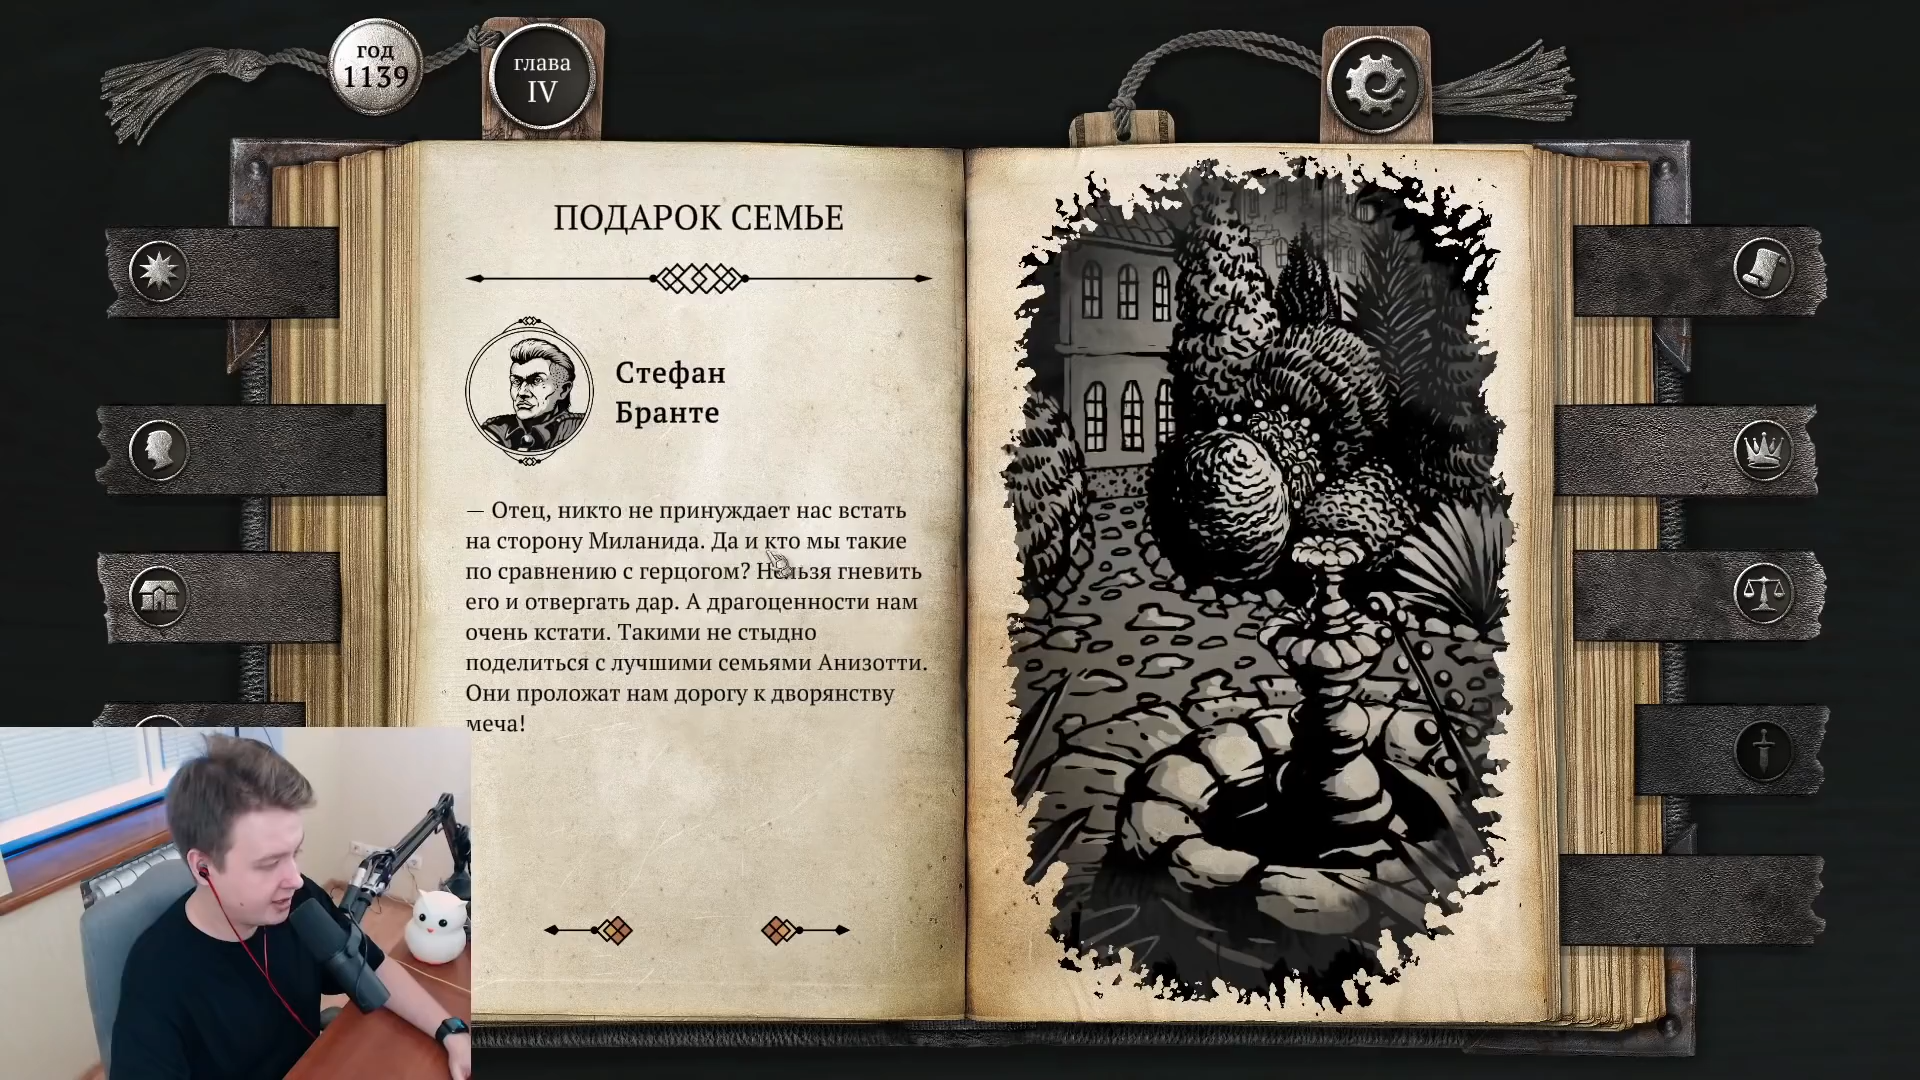 год
1139
глава
IV
ПОДАРОК СЕМЬЕ
Стефан
Бранте
— Отец, никто не принуждает нас встать
на сторону Миланида. Да и кто мы такие
по сравнению с герцогом? Нельзя гневить
его и отвергать дар. А драгоценности нам
очень кстати. Такими не стыдно
поделиться с лучшими семьями Анизотти.
Они проложат нам дорогу к дворянству
меча!